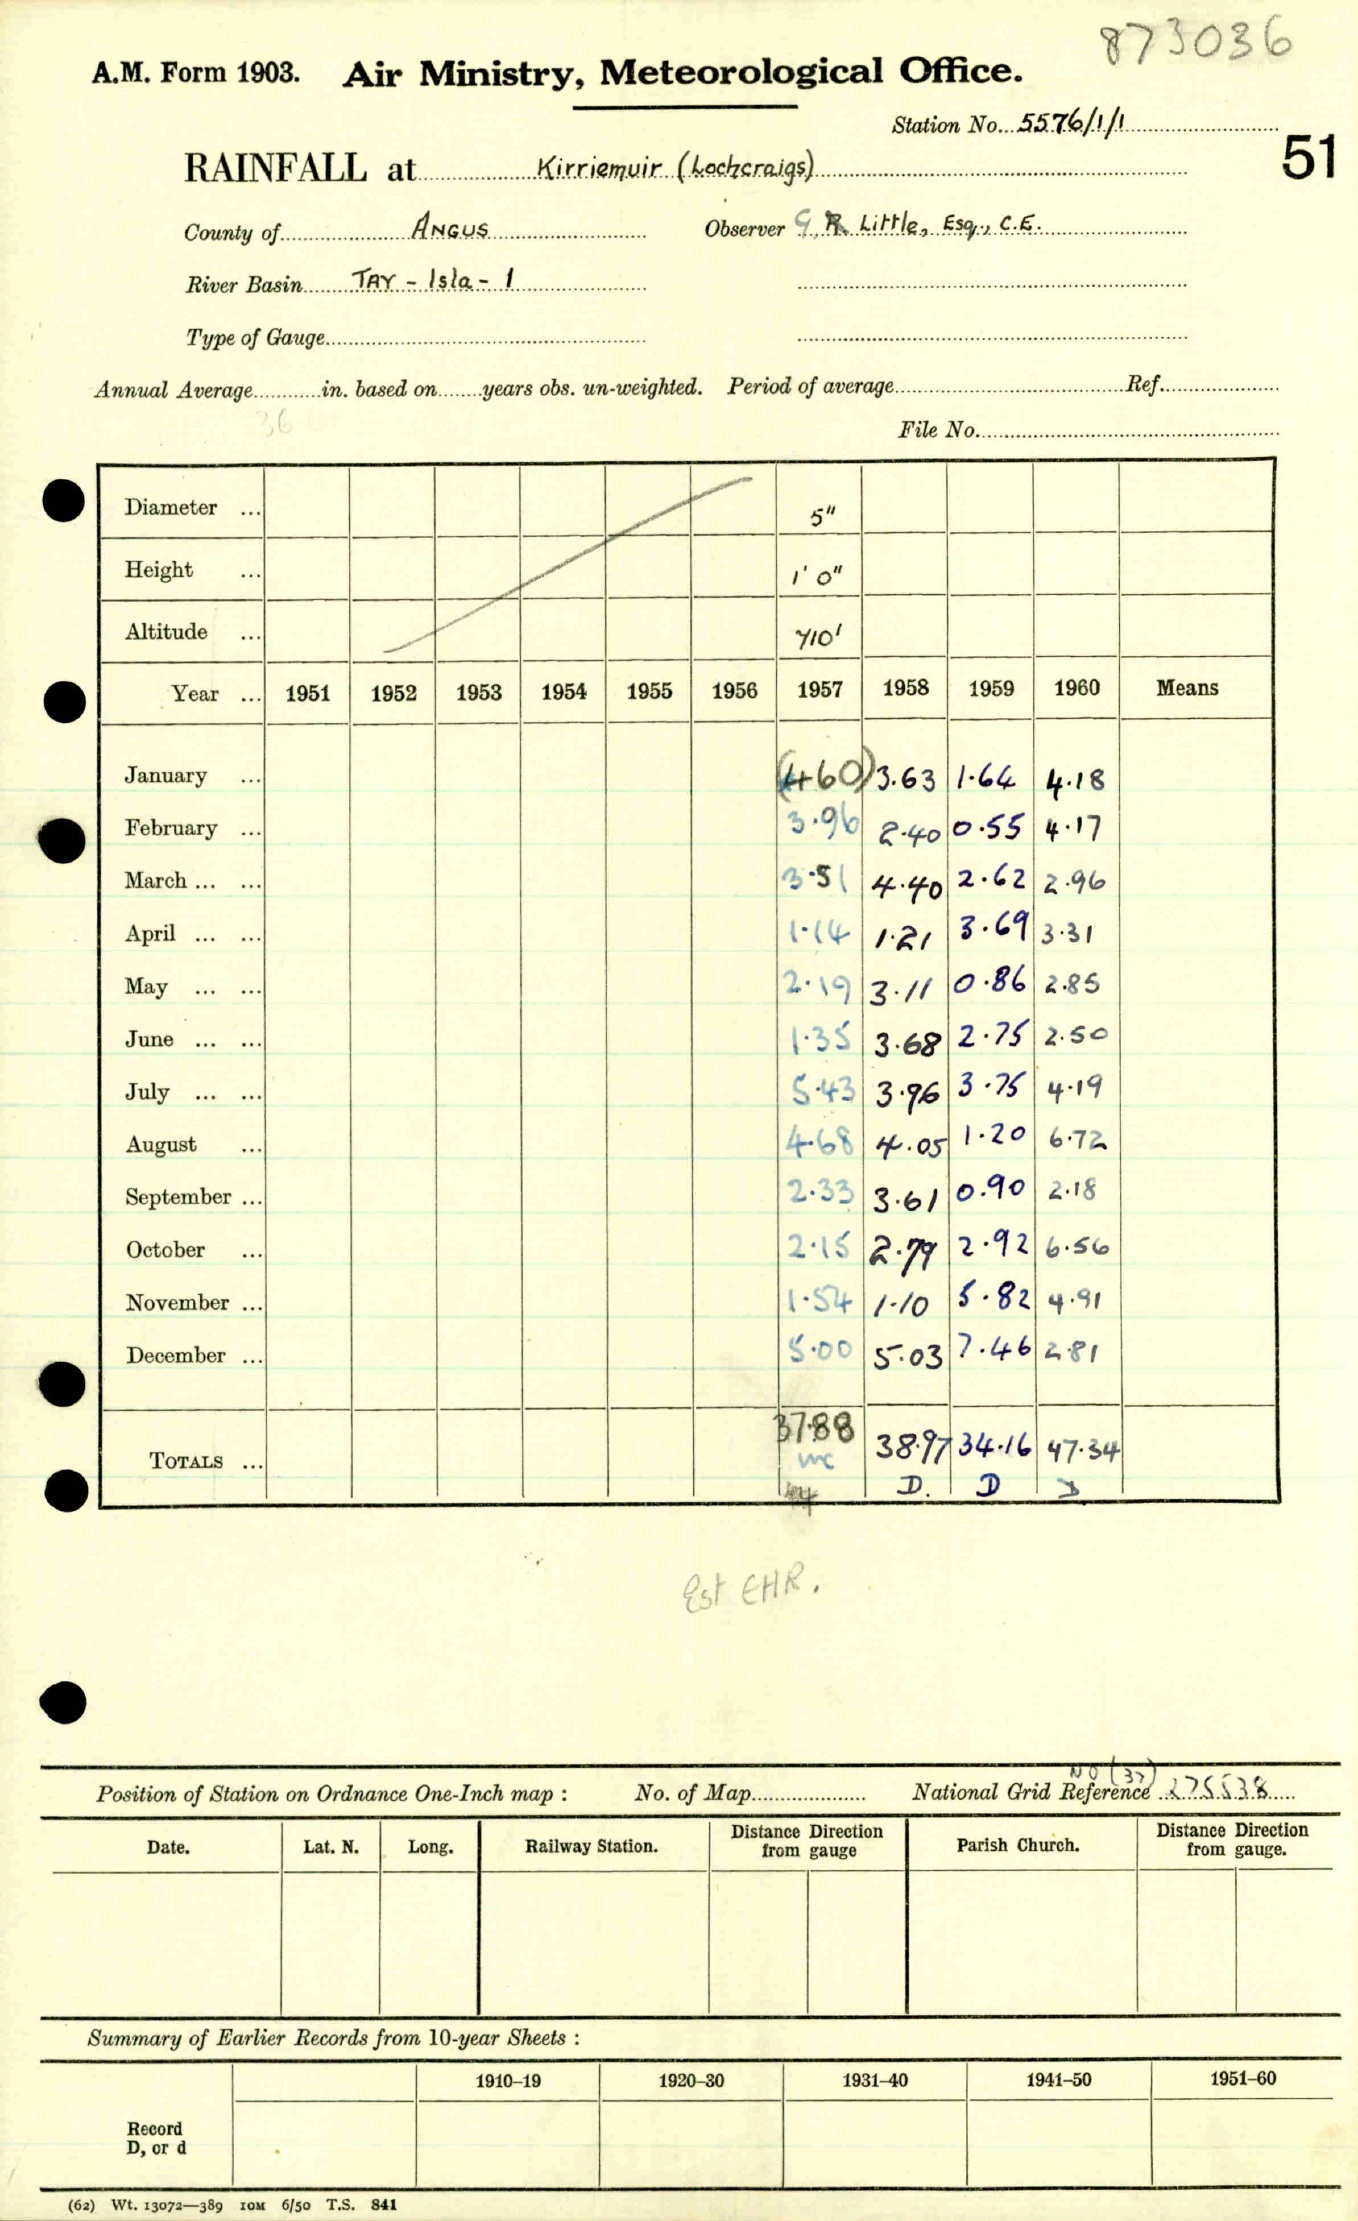 873036
A.M. Form 1903. Air Ministry, Meteorological Office.
Station No. 5576/1/1
51
RAINFALL at Kirriemuir (Lochcraigs)
County of ANGUS Observer G. R. Little, Esq., C.E.
River Basin TAY - Isla - 1
Type of Gauge
Annual Average in. based on years obs. un-weighted. Period of average Ref.
36
File No.
Diameter ... 5"
Height ... 1' 0"
Altitude ... 710'
Year ... 1951 1952 1953 1954 1955 1956 1957 1958 1959 1960 Means
January ... (4.60) 3.63 1.64 4.18
February ... 3.96 2.40 0.55 4.17
March ... ... 3.51 4.40 2.62 2.96
April ... ... 1.14 1.21 3.69 3.31
May ... ... 2.19 3.11 0.86 2.85
June ... ... 1.35 3.68 2.75 2.50
July ... ... 5.43 3.96 3.75 4.19
August ... 4.68 4.05 1.20 6.72
September ... 2.33 3.61 0.90 2.18
October ... 2.15 2.79 2.92 6.56
November ... 1.54 1.10 5.82 4.91
December ... 5.00 5.03 7.46 2.81
TOTALS ... 37.88 38.97 34.16 47.34
inc D. D D
Est EHR.
Position of Station on Ordnance One-Inch map : No. of Map National Grid Reference NO (37) 275538
Date. Lat. N. Long. Railway Station. Distance from Direction gauge Parish Church. Distance from Direction gauge.
Summary of Earlier Records from 10-year Sheets :
1910–19 1920–30 1931–40 1941–50 1951–60
Record
D, or d
(62) Wt. 13072—389 10M 6/50 T.S. 841